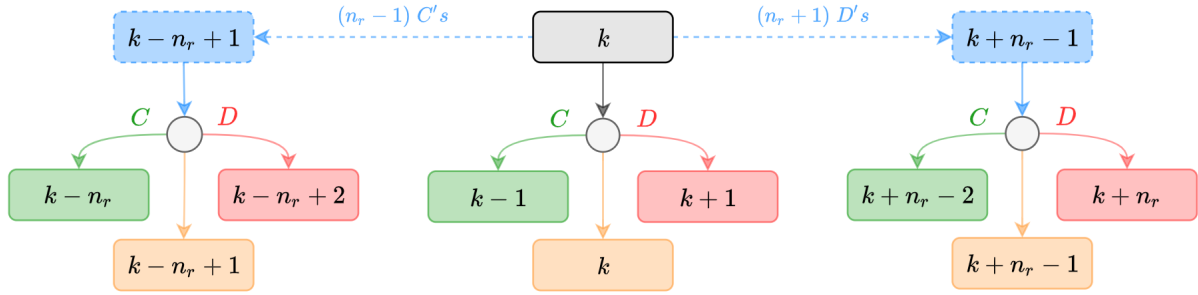 k − n_r + 1
(n_r − 1) C's
k
(n_r + 1) D's
k + n_r − 1
C
D
C
D
C
D
k − n_r
k − n_r + 2
k − 1
k + 1
k + n_r − 2
k + n_r
k − n_r + 1
k
k + n_r − 1